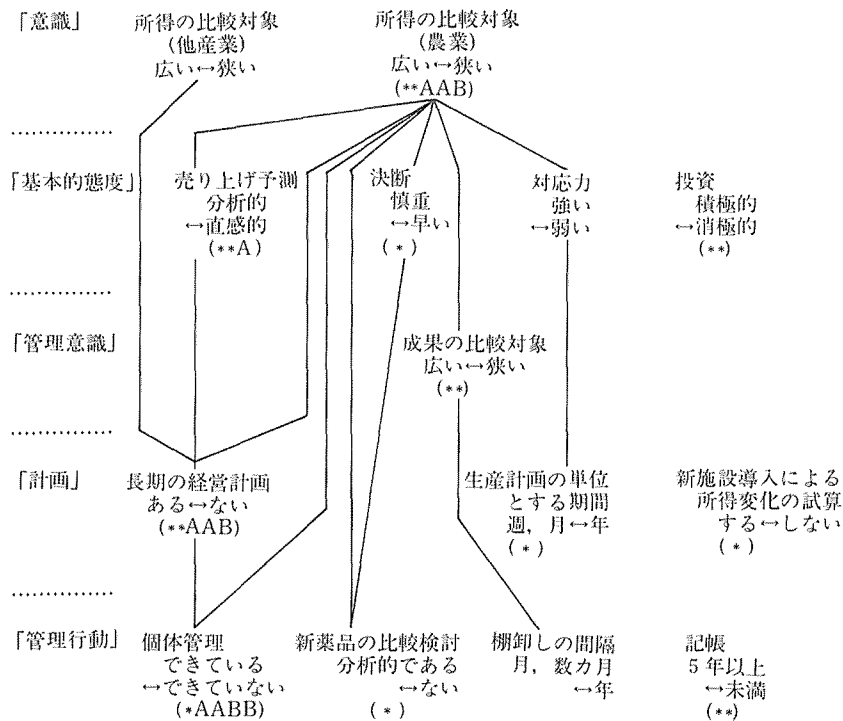 「意識」
所得の比較対象
(他産業)
広い↔狭い
所得の比較対象
(農業)
広い↔狭い
(**AAB)
「基本的態度」
売り上げ予測
分析的
↔直感的
(**A)
決断
慎重
↔早い
(*)
対応力
強い
↔弱い
投資
積極的
↔消極的
(**)
「管理意識」
成果の比較対象
広い↔狭い
(**)
「計画」
長期の経営計画
ある↔ない
(**AAB)
生産計画の単位
とする期間
週，月↔年
(*)
新施設導入による
所得変化の試算
する↔しない
(*)
「管理行動」
個体管理
できている
↔できていない
(*AABB)
新薬品の比較検討
分析的である
↔ない
(*)
棚卸しの間隔
月，数カ月
↔年
記帳
5年以上
↔未満
(**)